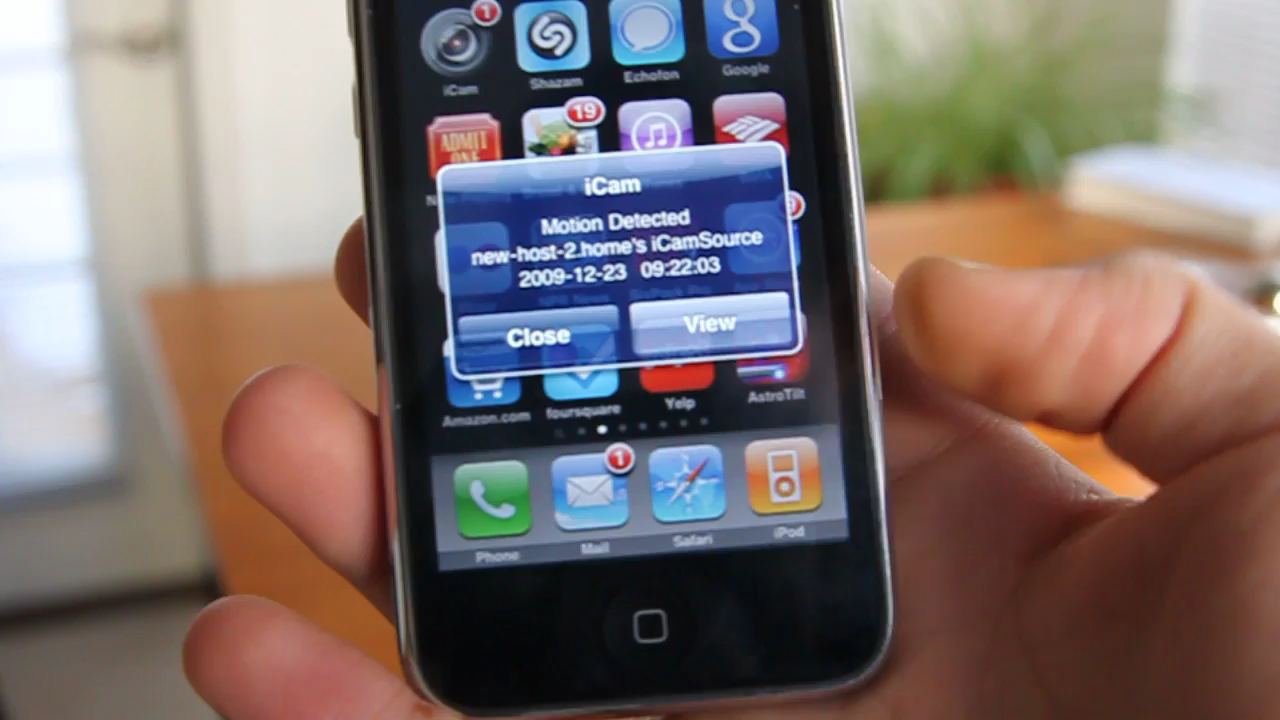 1
iCam
Shazam
Echofon
Google
8
ADMIT
ONE
19
iCam
Motion Detected
new-host-2.home's iCamSource
2009-12-23 09:22:03
Close
View
Amazon.com
foursquare
Yelp
AstroTilt
1
Phone
Mail
Safari
iPod